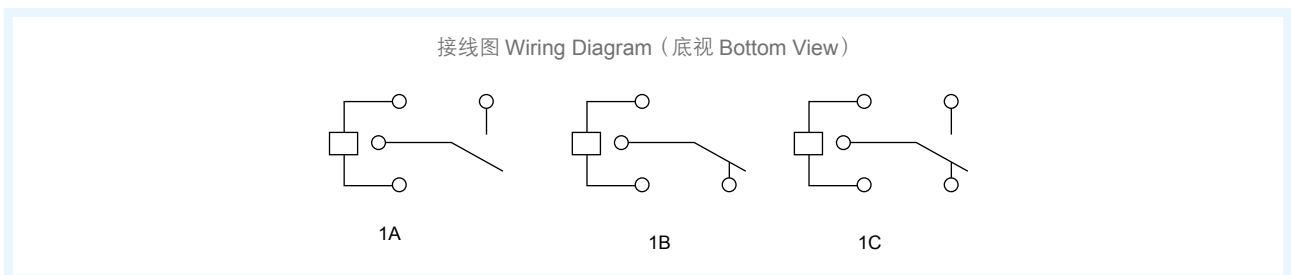 接线图 Wiring Diagram（底视 Bottom View）
1A
1B
1C